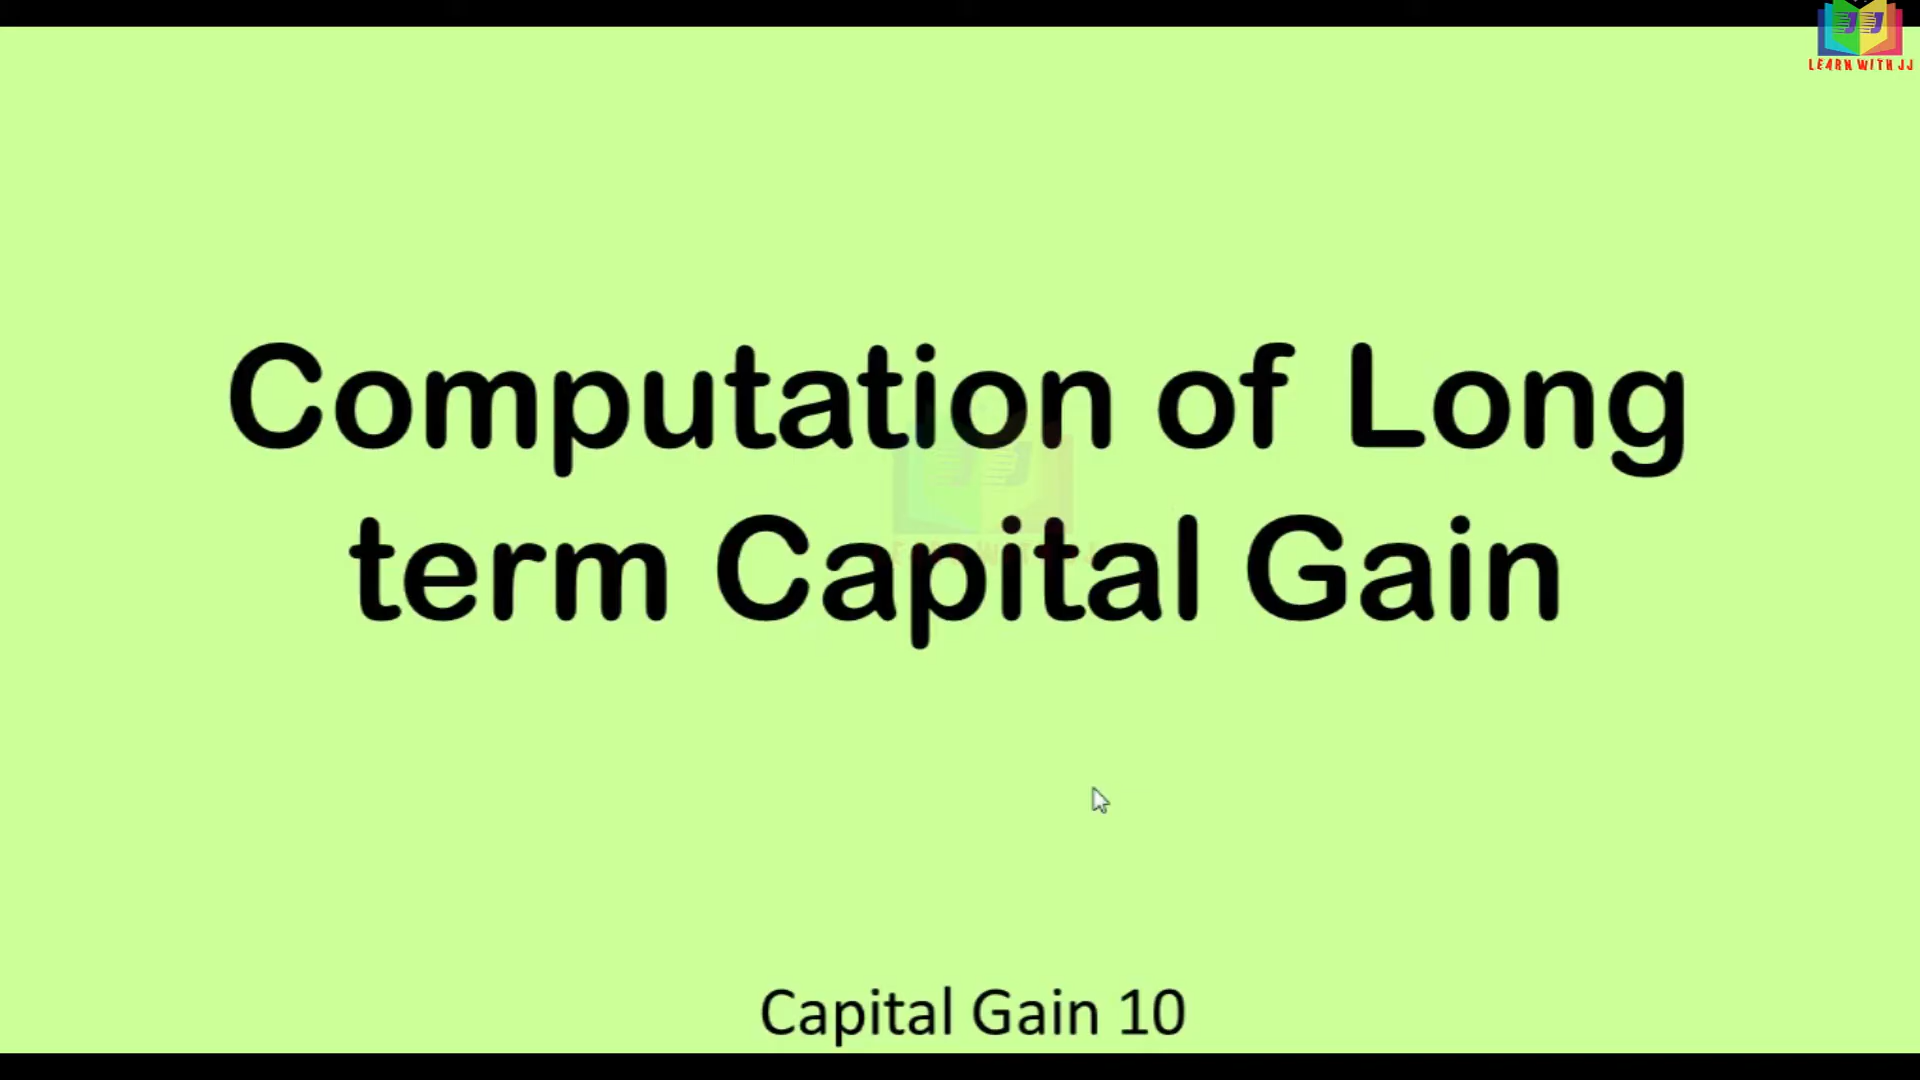 LEARN WITH JJ
Computation of Long
term Capital Gain
Capital Gain 10